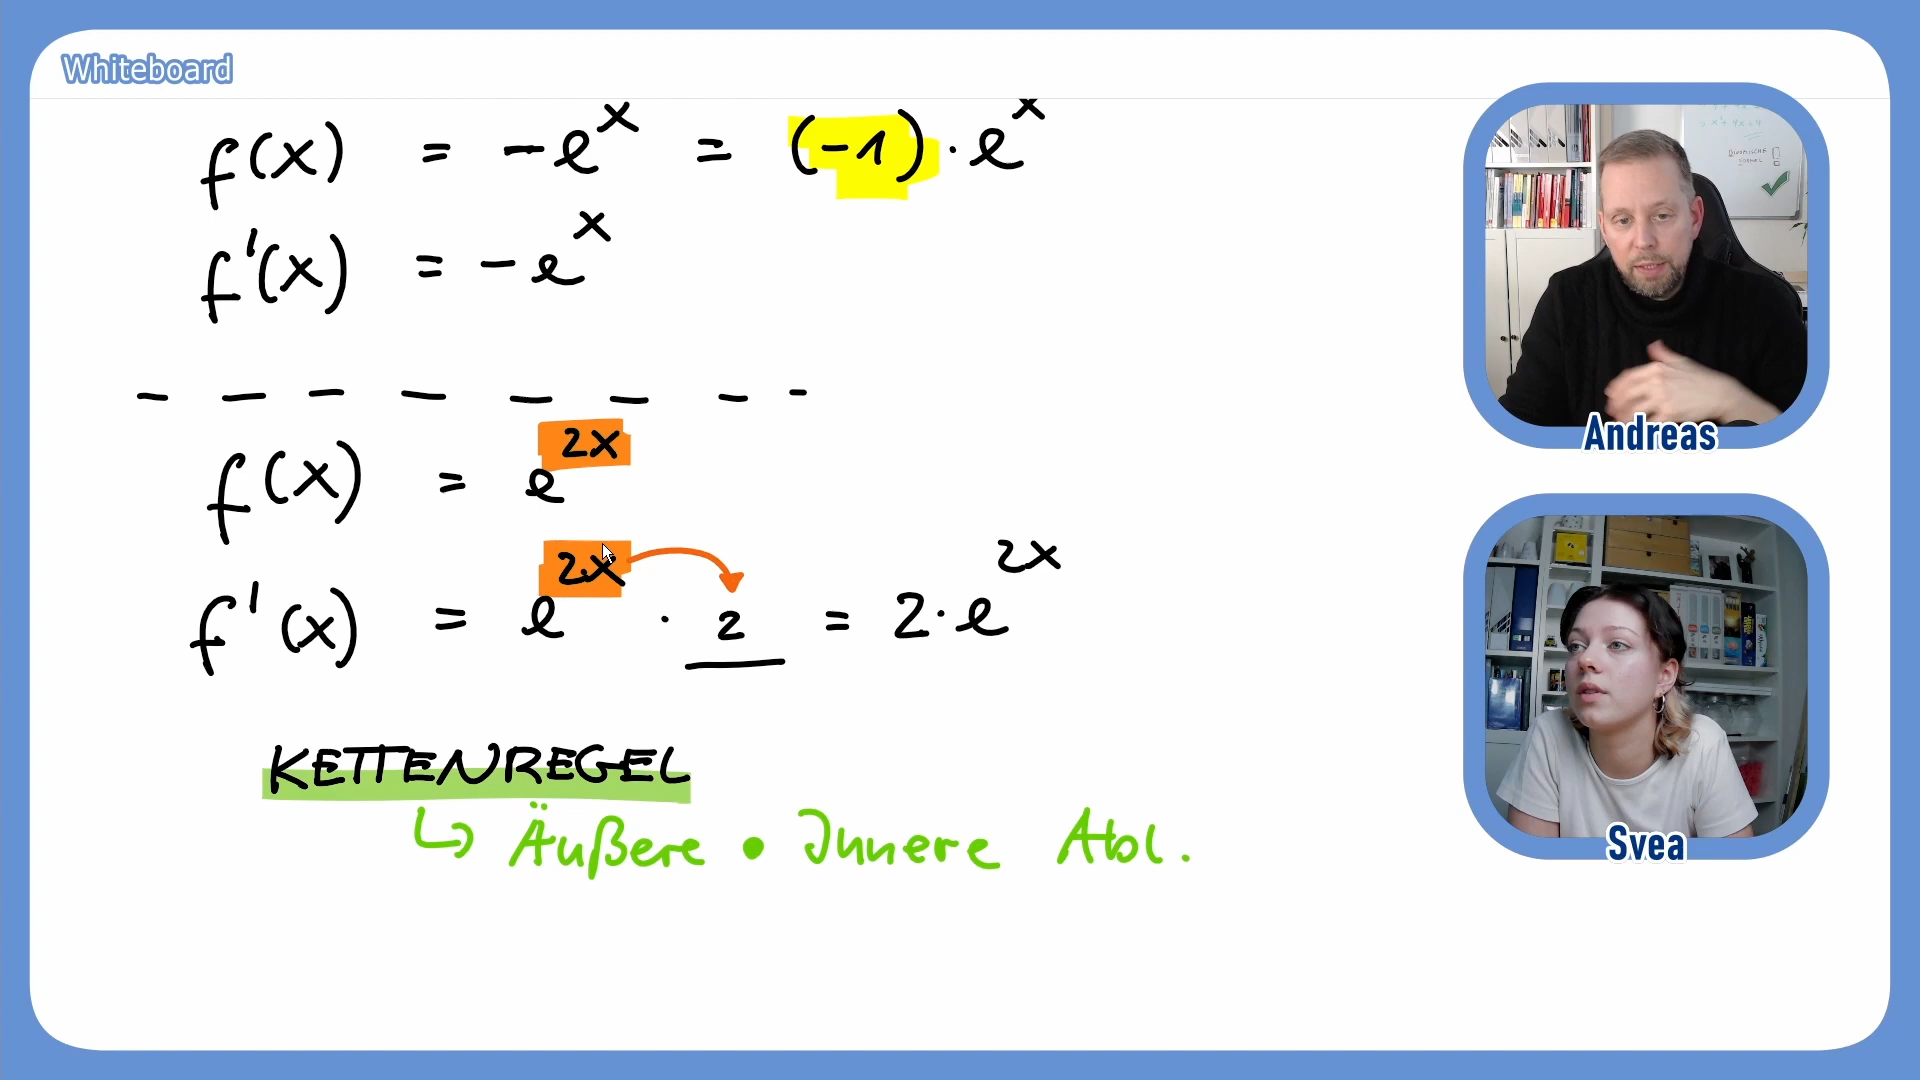 Whiteboard
f(x) = -e^x = (-1) · e^x
f'(x) = -e^x
f(x) = e^2x
f'(x) = e^2x · 2 = 2 · e^2x
KETTENREGEL
↳ Äußere • Innere Abl.
Andreas
Svea